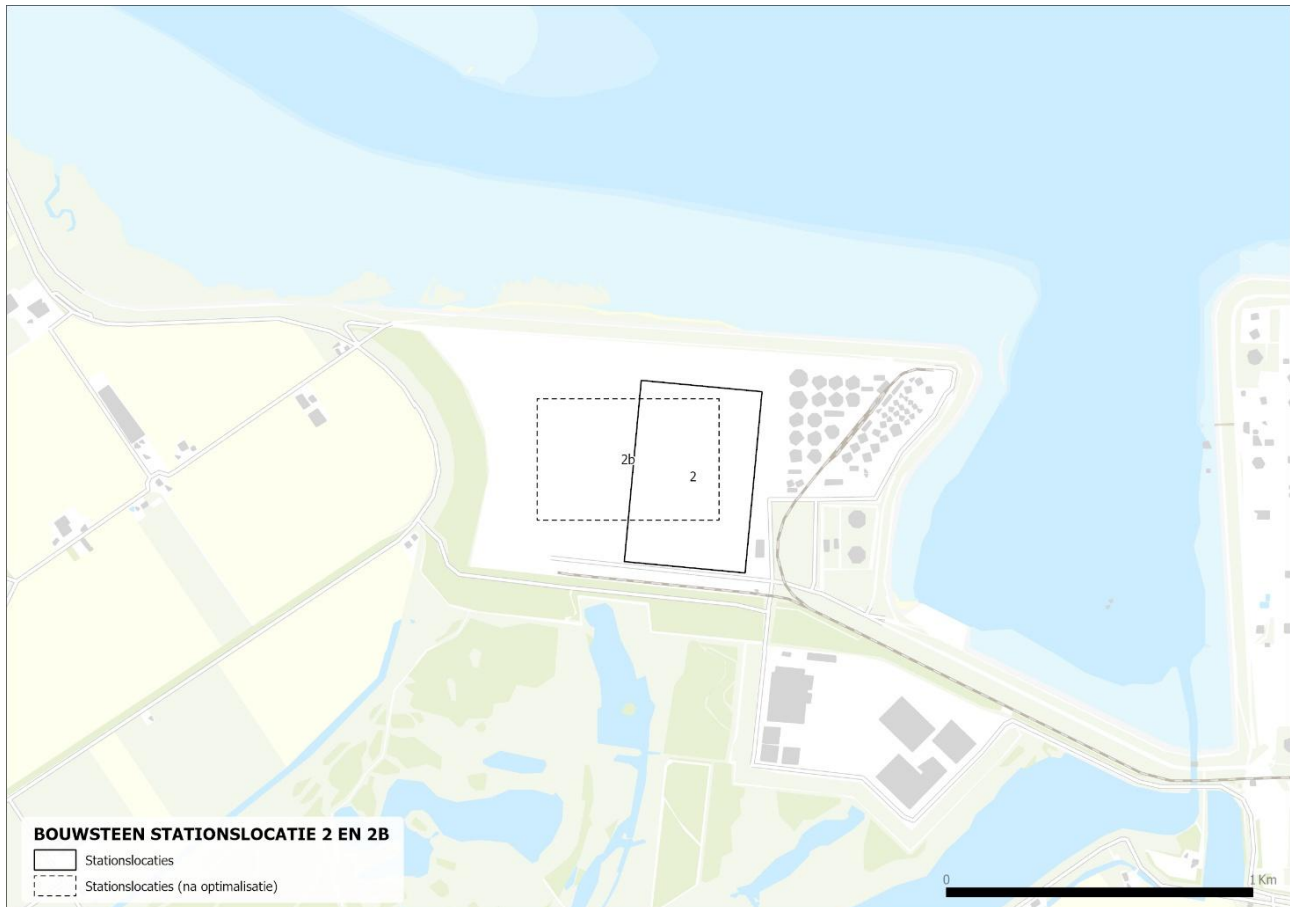 2b
2
BOUWSTEEN STATIONSLOCATIE 2 EN 2B
Stationslocaties
Stationslocaties (na optimalisatie)
0 1 Km